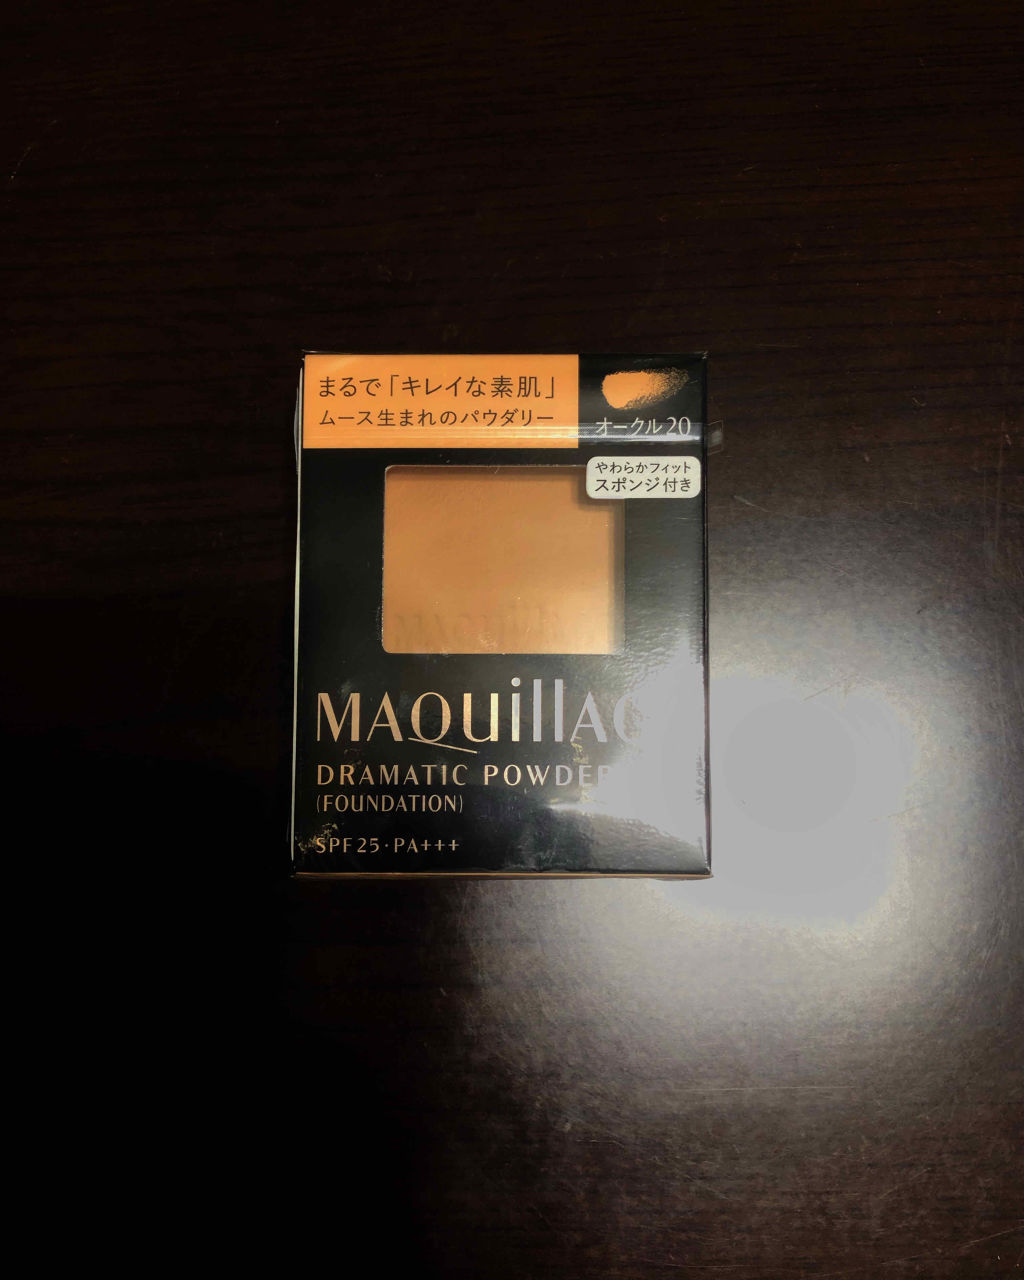 まるで「キレイな素肌」
ムース生まれのパウダリー
オークル20
やわらかフィット
スポンジ付き
DRAMATIC
(FOUNDATION)
SPF25・PA+++